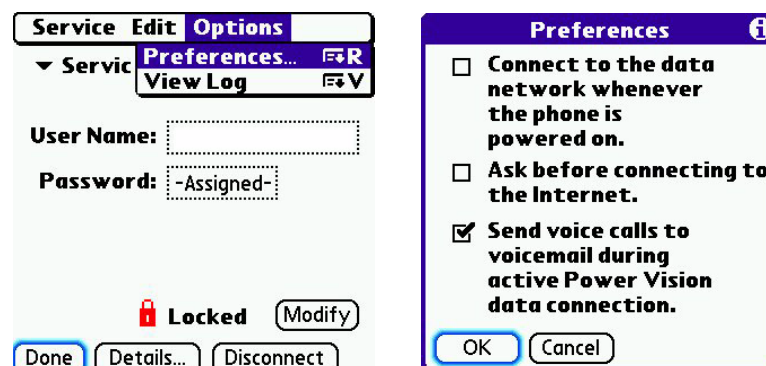 Service Edit Options
Preferences... R
View Log V
Servic
User Name:
Password: -Assigned-
Locked Modify
Done Details... Disconnect
Preferences i
Connect to the data
network whenever
the phone is
powered on.
Ask before connecting to
the Internet.
Send voice calls to
voicemail during
active Power Vision
data connection.
OK Cancel